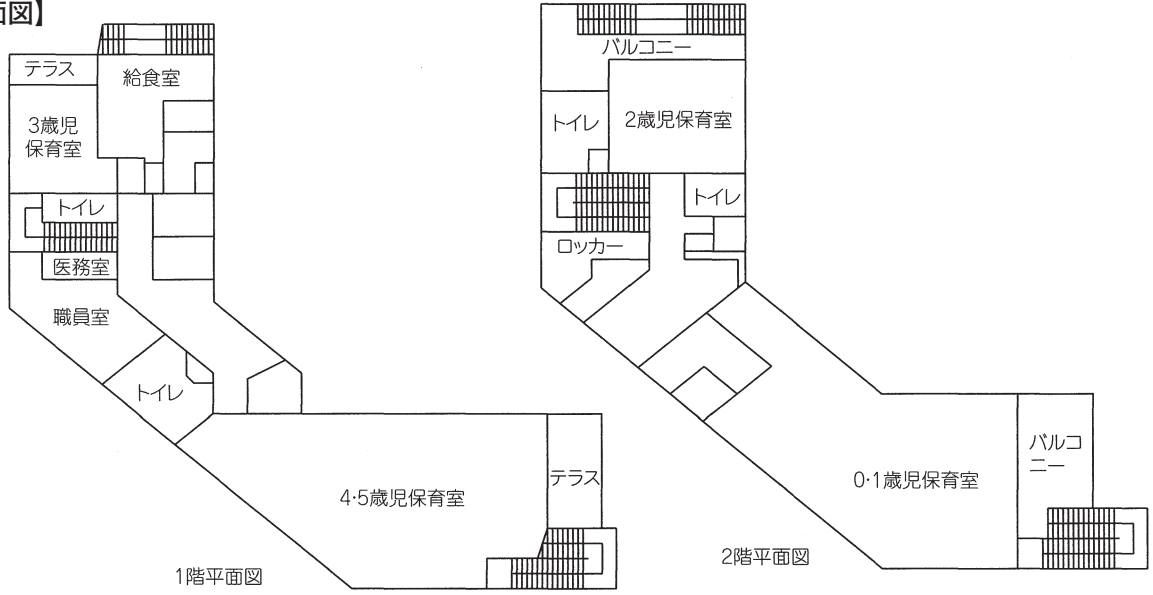 面図】
テラス
給食室
3歳児
保育室
トイレ
医務室
職員室
トイレ
4・5歳児保育室
テラス
1階平面図
バルコニー
トイレ
2歳児保育室
トイレ
ロッカー
0・1歳児保育室
バルコ
ニー
2階平面図